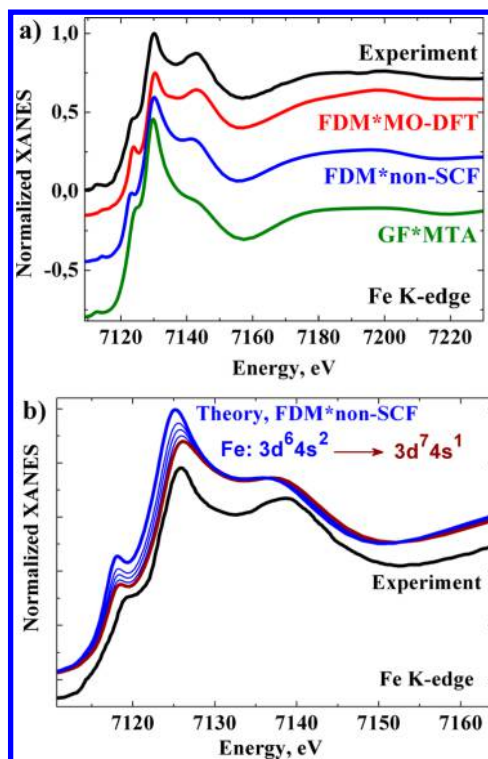 a)
1,0
0,5
0,0
-0,5
Normalized XANES
Experiment
FDM*MO-DFT
FDM*non-SCF
GF*MTA
Fe K-edge
7120 7140 7160 7180 7200 7220
Energy, eV
b)
Theory, FDM*non-SCF
Fe: 3d⁶4s² → 3d⁷4s¹
Normalized XANES
Experiment
Fe K-edge
7120 7130 7140 7150 7160
Energy, eV